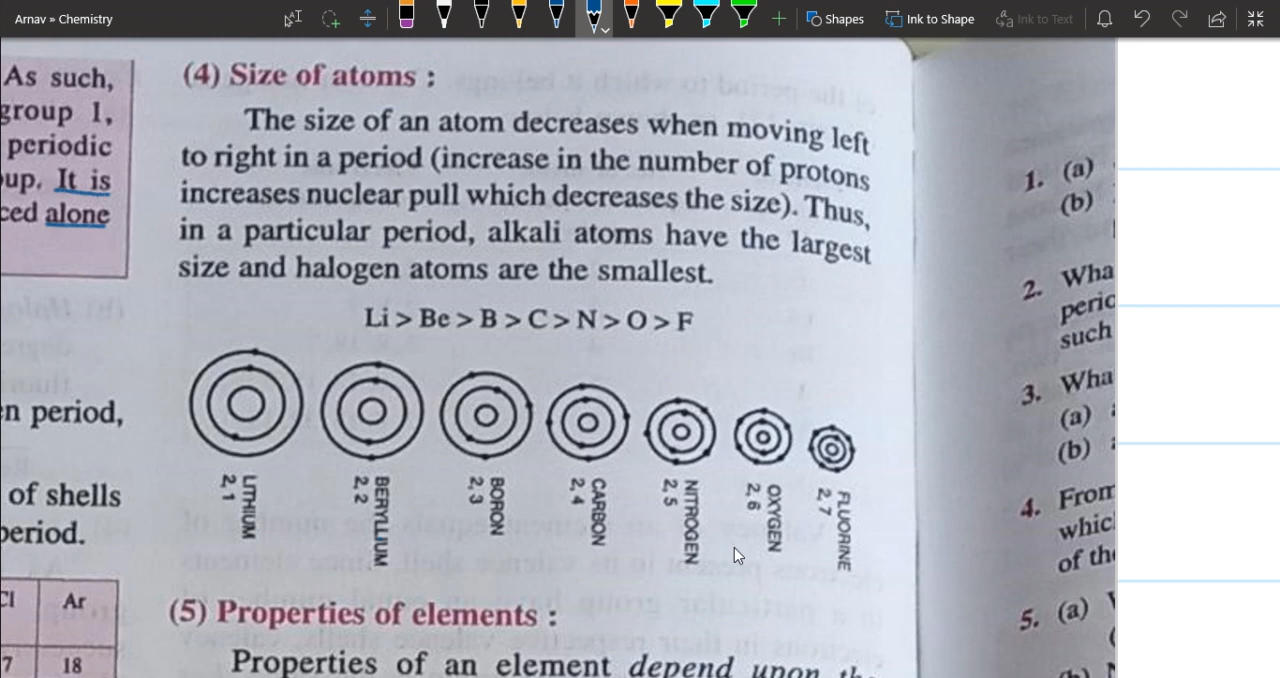 Arnav » Chemistry
Shapes
Ink to Shape
Ink to Text
As such,
group 1,
periodic
It is
alone
en period,
of shells
period.
Cl Ar
7 18
(4) Size of atoms :
The size of an atom decreases when moving left
to right in a period (increase in the number of protons
increases nuclear pull which decreases the size). Thus,
in a particular period, alkali atoms have the largest
size and halogen atoms are the smallest.
Li > Be > B > C > N > O > F
LITHIUM
2, 1
BERYLLIUM
2, 2
BORON
2, 3
CARBON
2, 4
NITROGEN
2, 5
OXYGEN
2, 6
FLUORINE
2, 7
(5) Properties of elements :
Properties of an element depend upon the
1. (a)
(b)
2. Wha
peric
such
3. Wha
(a)
(b)
4. From
which
of the
5. (a)